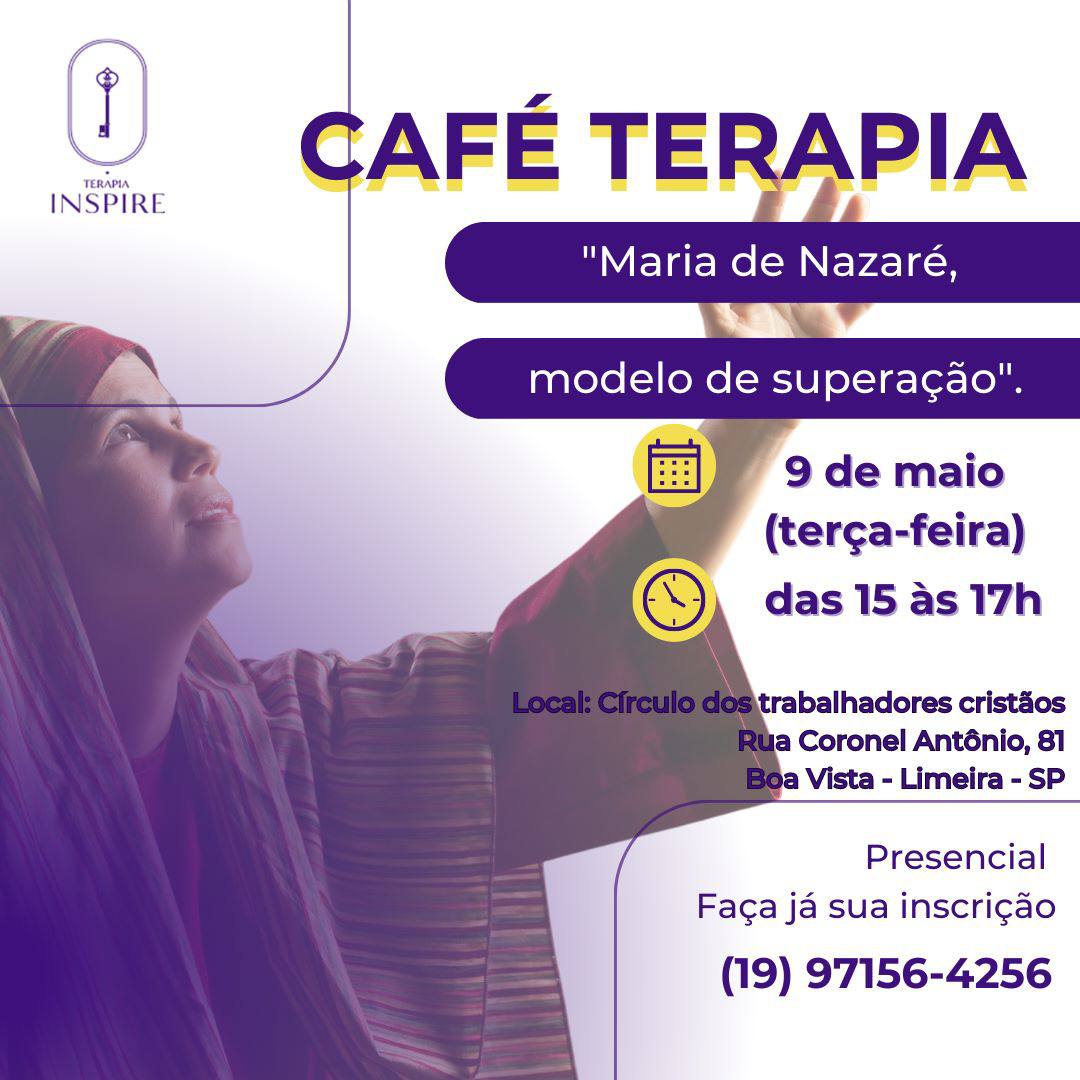 TERAPIA
INSPIRE
CAFÉ TERAPIA
"Maria de Nazaré,
modelo de superação".
9 de maio
(terça-feira)
das 15 às 17h
Local: Círculo dos trabalhadores cristãos
Rua Coronel Antônio, 81
Boa Vista - Limeira - SP
Presencial
Faça já sua inscrição
(19) 97156-4256